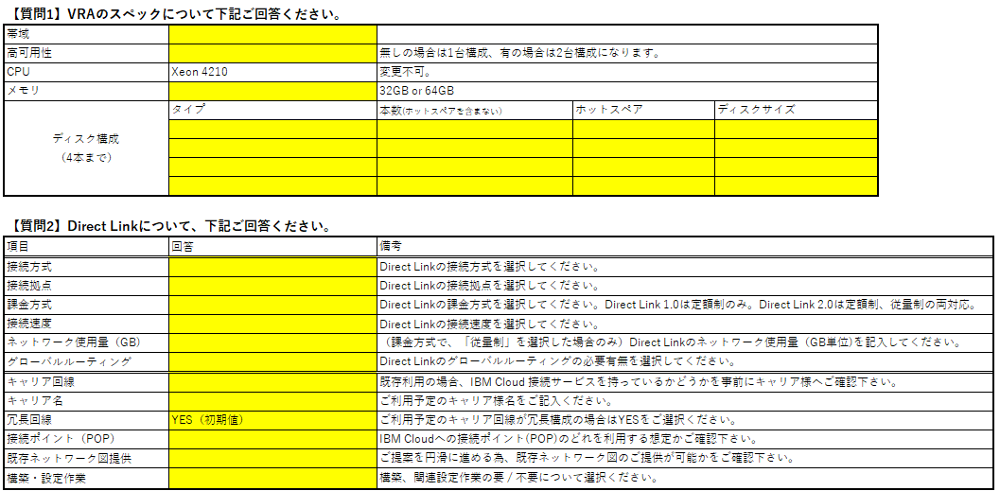 【質問1】VRAのスペックについて下記ご回答ください。
帯域
高可用性 無しの場合は1台構成、有の場合は2台構成になります。
CPU Xeon 4210 変更不可。
メモリ 32GB or 64GB
タイプ 本数(ホットスペアを含まない) ホットスペア ディスクサイズ
ディスク構成
（4本まで）
【質問2】Direct Linkについて、下記ご回答ください。
項目 回答 備考
接続方式 Direct Linkの接続方式を選択してください。
接続拠点 Direct Linkの接続拠点を選択してください。
課金方式 Direct Linkの課金方式を選択してください。Direct Link 1.0は定額制のみ。Direct Link 2.0は定額制、従量制の両対応。
接続速度 Direct Linkの接続速度を選択してください。
ネットワーク使用量（GB） （課金方式で、「従量制」を選択した場合のみ）Direct Linkのネットワーク使用量（GB単位)を記入してください。
グローバルルーティング Direct Linkのグローバルルーティングの必要有無を選択してください。
キャリア回線 既存利用の場合、IBM Cloud 接続サービスを持っているかどうかを事前にキャリア様へご確認下さい。
キャリア名 ご利用予定のキャリア様名をご記入ください。
冗長回線 YES（初期値） ご利用予定のキャリア回線が冗長構成の場合はYESをご選択ください。
接続ポイント（POP） IBM Cloudへの接続ポイント(POP)のどれを利用する想定かご確認下さい。
既存ネットワーク図提供 ご提案を円滑に進める為、既存ネットワーク図のご提供が可能かをご確認下さい。
構築・設定作業 構築、関連設定作業の要 / 不要について選択ください。